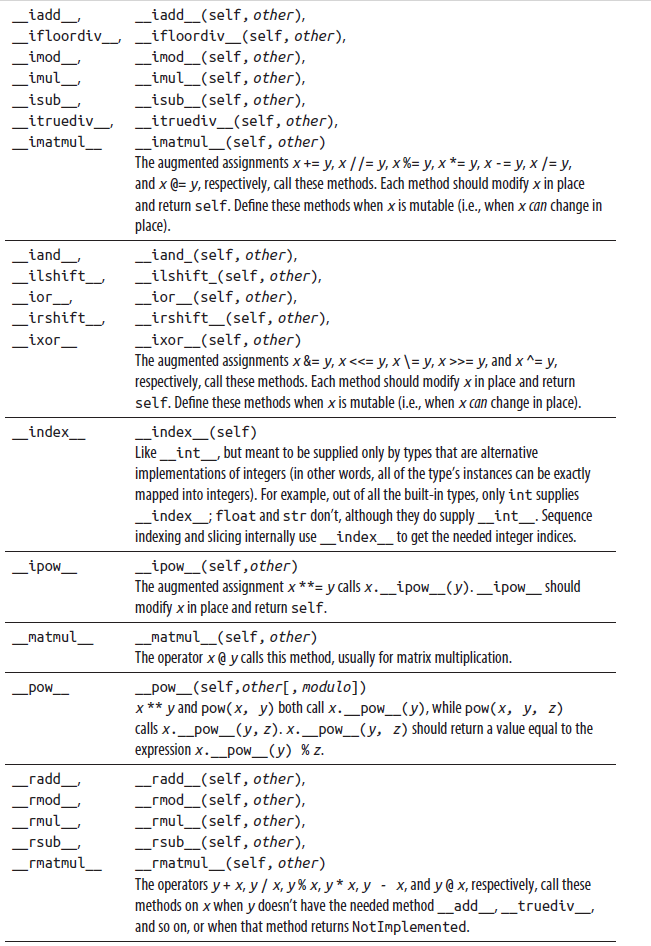 __iadd__, __iadd__(self, other),
__ifloordiv__, __ifloordiv__(self, other),
__imod__, __imod__(self, other),
__imul__, __imul__(self, other),
__isub__, __isub__(self, other),
__itruediv__, __itruediv__(self, other),
__imatmul__ __imatmul__(self, other)
The augmented assignments x += y, x //= y, x %= y, x *= y, x -= y, x /= y,
and x @= y, respectively, call these methods. Each method should modify x in place
and return self. Define these methods when x is mutable (i.e., when x can change in
place).
__iand__, __iand_(self, other),
__ilshift__, __ilshift_(self, other),
__ior__, __ior__(self, other),
__irshift__, __irshift__(self, other),
__ixor__ __ixor__(self, other)
The augmented assignments x &= y, x <<= y, x \= y, x >>= y, and x ^= y,
respectively, call these methods. Each method should modify x in place and return
self. Define these methods when x is mutable (i.e., when x can change in place).
__index__ __index__(self)
Like __int__, but meant to be supplied only by types that are alternative
implementations of integers (in other words, all of the type's instances can be exactly
mapped into integers). For example, out of all the built-in types, only int supplies
__index__; float and str don't, although they do supply __int__. Sequence
indexing and slicing internally use __index__ to get the needed integer indices.
__ipow__ __ipow__(self,other)
The augmented assignment x **= y calls x.__ipow__(y). __ipow__ should
modify x in place and return self.
__matmul__ __matmul__(self, other)
The operator x @ y calls this method, usually for matrix multiplication.
__pow__ __pow__(self,other[, modulo])
x ** y and pow(x, y) both call x.__pow__(y), while pow(x, y, z)
calls x.__pow__(y, z). x.__pow__(y, z) should return a value equal to the
expression x.__pow__(y) % z.
__radd__, __radd__(self, other),
__rmod__, __rmod__(self, other),
__rmul__, __rmul__(self, other),
__rsub__, __rsub__(self, other),
__rmatmul__ __rmatmul__(self, other)
The operators y + x, y / x, y % x, y * x, y - x, and y @ x, respectively, call these
methods on x when y doesn't have the needed method __add__, __truediv__,
and so on, or when that method returns NotImplemented.